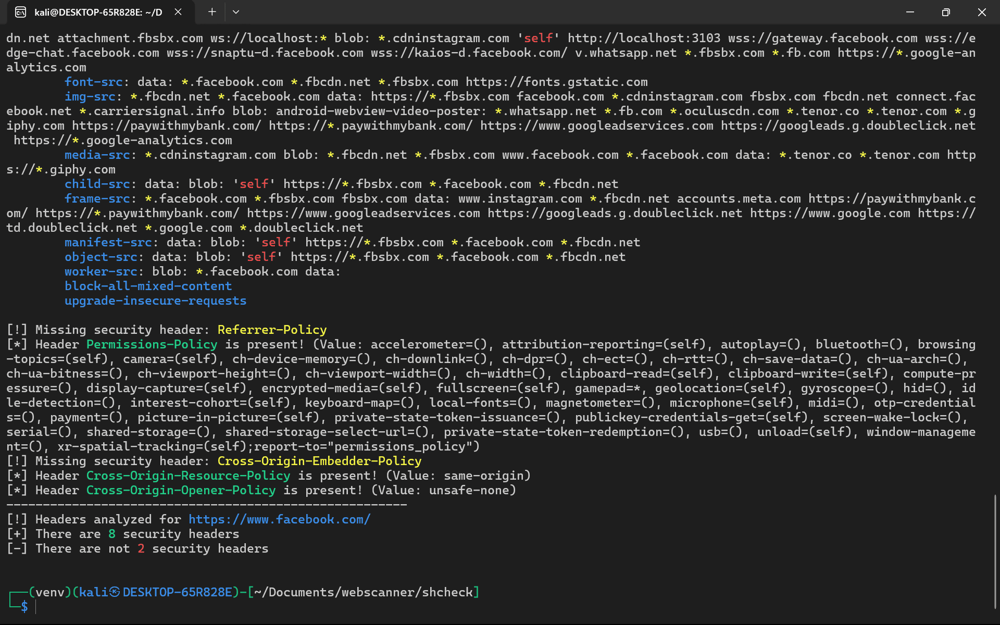 kali@DESKTOP-65R828E: ~/D
dn.net attachment.fbsbx.com ws://localhost:* blob: *.cdninstagram.com 'self' http://localhost:3103 wss://gateway.facebook.com wss://e
dge-chat.facebook.com wss://snaptu-d.facebook.com wss://kaios-d.facebook.com/ v.whatsapp.net *.fbsbx.com *.fb.com https://*.google-an
alytics.com
font-src: data: *.facebook.com *.fbcdn.net *.fbsbx.com https://fonts.gstatic.com
img-src: *.fbcdn.net *.facebook.com data: https://*.fbsbx.com facebook.com *.cdninstagram.com fbsbx.com fbcdn.net connect.fac
ebook.net *.carriersignal.info blob: android-webview-video-poster: *.whatsapp.net *.fb.com *.oculuscdn.com *.tenor.co *.tenor.com *.g
iphy.com https://paywithmybank.com/ https://*.paywithmybank.com/ https://www.googleadservices.com https://googleads.g.doubleclick.net
https://*.google-analytics.com
media-src: *.cdninstagram.com blob: *.fbcdn.net *.fbsbx.com www.facebook.com *.facebook.com data: *.tenor.co *.tenor.com http
s://*.giphy.com
child-src: data: blob: 'self' https://*.fbsbx.com *.facebook.com *.fbcdn.net
frame-src: *.facebook.com *.fbsbx.com fbsbx.com data: www.instagram.com *.fbcdn.net accounts.meta.com https://paywithmybank.c
om/ https://*.paywithmybank.com/ https://www.googleadservices.com https://googleads.g.doubleclick.net https://www.google.com https://
td.doubleclick.net *.google.com *.doubleclick.net
manifest-src: data: blob: 'self' https://*.fbsbx.com *.facebook.com *.fbcdn.net
object-src: data: blob: 'self' https://*.fbsbx.com *.facebook.com *.fbcdn.net
worker-src: blob: *.facebook.com data:
block-all-mixed-content
upgrade-insecure-requests
[!] Missing security header: Referrer-Policy
[*] Header Permissions-Policy is present! (Value: accelerometer=(), attribution-reporting=(self), autoplay=(), bluetooth=(), browsing
-topics=(self), camera=(self), ch-device-memory=(), ch-downlink=(), ch-dpr=(), ch-ect=(), ch-rtt=(), ch-save-data=(), ch-ua-arch=(),
ch-ua-bitness=(), ch-viewport-height=(), ch-viewport-width=(), ch-width=(), clipboard-read=(self), clipboard-write=(self), compute-pr
essure=(), display-capture=(self), encrypted-media=(self), fullscreen=(self), gamepad=*, geolocation=(self), gyroscope=(), hid=(), id
le-detection=(), interest-cohort=(self), keyboard-map=(), local-fonts=(), magnetometer=(), microphone=(self), midi=(), otp-credential
s=(), payment=(), picture-in-picture=(self), private-state-token-issuance=(), publickey-credentials-get=(self), screen-wake-lock=(),
serial=(), shared-storage=(), shared-storage-select-url=(), private-state-token-redemption=(), usb=(), unload=(self), window-manageme
nt=(), xr-spatial-tracking=(self);report-to="permissions_policy")
[!] Missing security header: Cross-Origin-Embedder-Policy
[*] Header Cross-Origin-Resource-Policy is present! (Value: same-origin)
[*] Header Cross-Origin-Opener-Policy is present! (Value: unsafe-none)
-------------------------------------------------------
[!] Headers analyzed for https://www.facebook.com/
[+] There are 8 security headers
[-] There are not 2 security headers
┌──(venv)(kali㉿DESKTOP-65R828E)-[~/Documents/webscanner/shcheck]
└─$